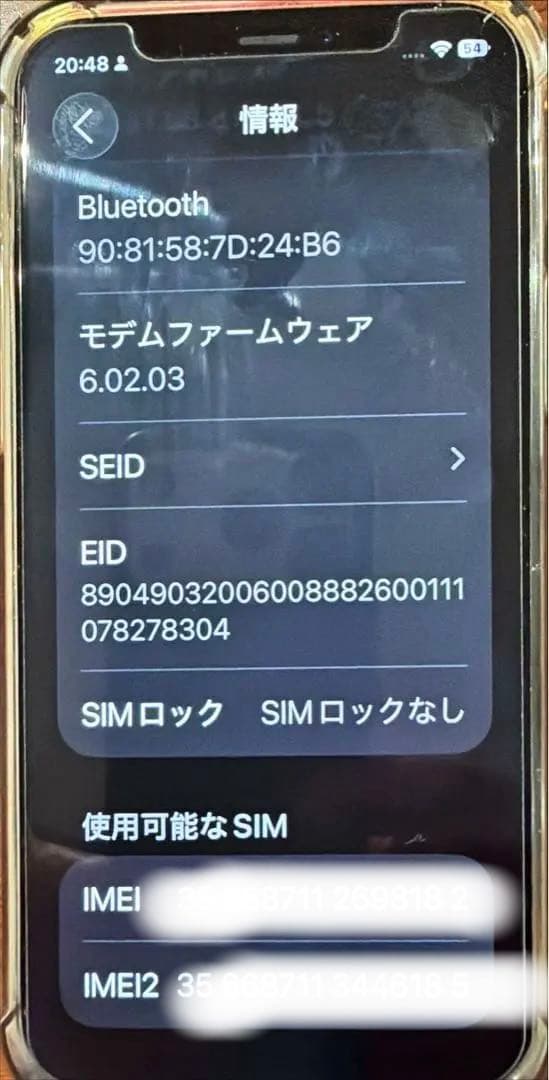 20:48
54
情報
Bluetooth
90:81:58:7D:24:B6
モデムファームウェア
6.02.03
SEID
EID
89049032006008882600111
078278304
SIMロック SIMロックなし
使用可能なSIM
IMEI
IMEI2 35